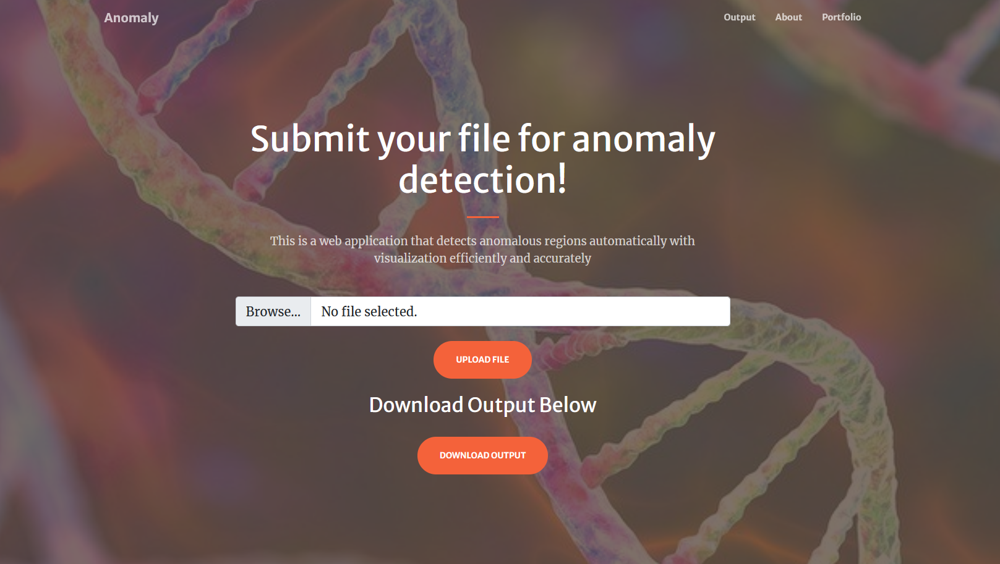 Anomaly
Output
About
Portfolio
Submit your file for anomaly
detection!
This is a web application that detects anomalous regions automatically with
visualization efficiently and accurately
Browse... No file selected.
UPLOAD FILE
Download Output Below
DOWNLOAD OUTPUT